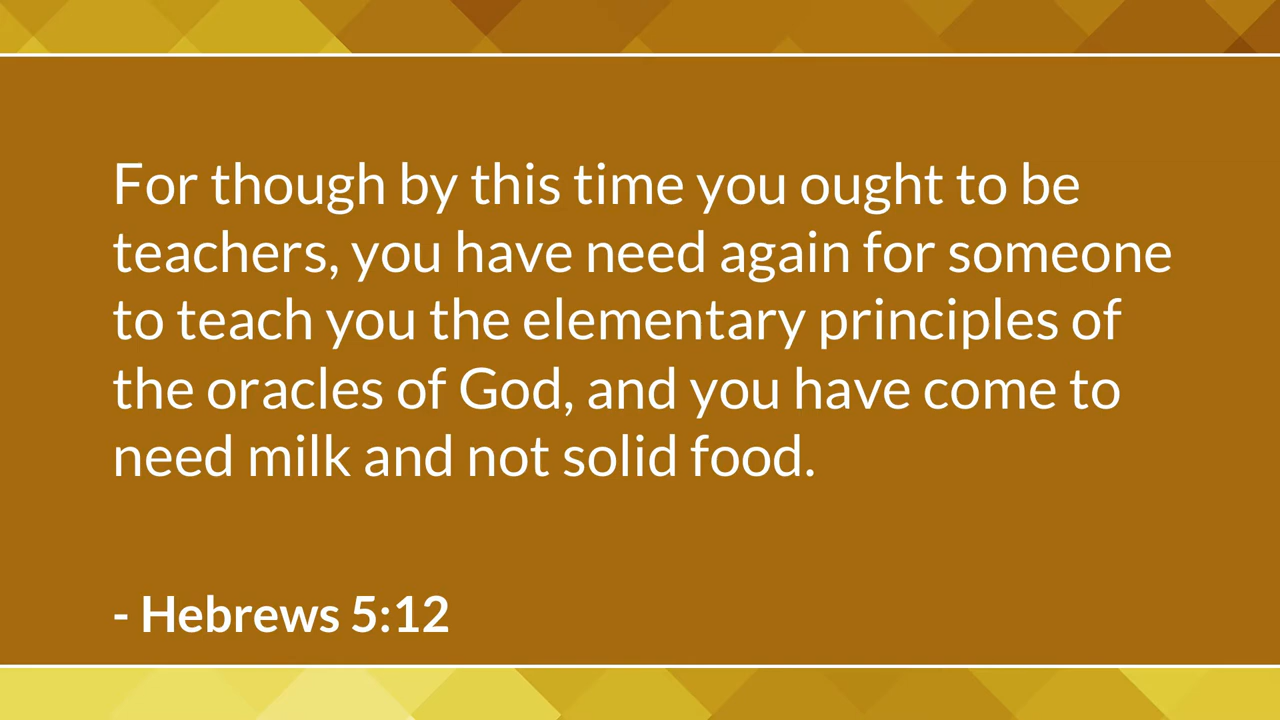 For though by this time you ought to be
teachers, you have need again for someone
to teach you the elementary principles of
the oracles of God, and you have come to
need milk and not solid food.
- Hebrews 5:12